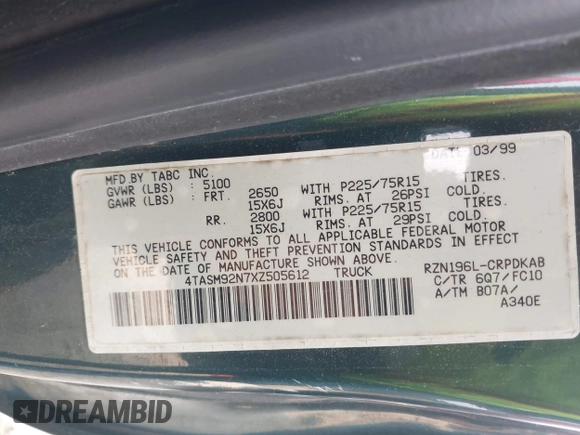 DATE 03/99
MFD.BY TABC INC.
GVWR (LBS) : 5100
GAWR (LBS) : FRT. 2650 WITH P225/75R15 TIRES.
15X6J RIMS. AT 26PSI COLD.
RR. 2800 WITH P225/75R15 TIRES.
15X6J RIMS. AT 29PSI COLD.
THIS VEHICLE CONFORMS TO ALL APPLICABLE FEDERAL MOTOR
VEHICLE SAFETY AND THEFT PREVENTION STANDARDS IN EFFECT
ON THE DATE OF MANUFACTURE SHOWN ABOVE.
4TASM92N7XZ505612 TRUCK RZN196L-CRPDKAB
C/TR 6Q7/FC10
A/TM B07A/
A340E
DREAMBID